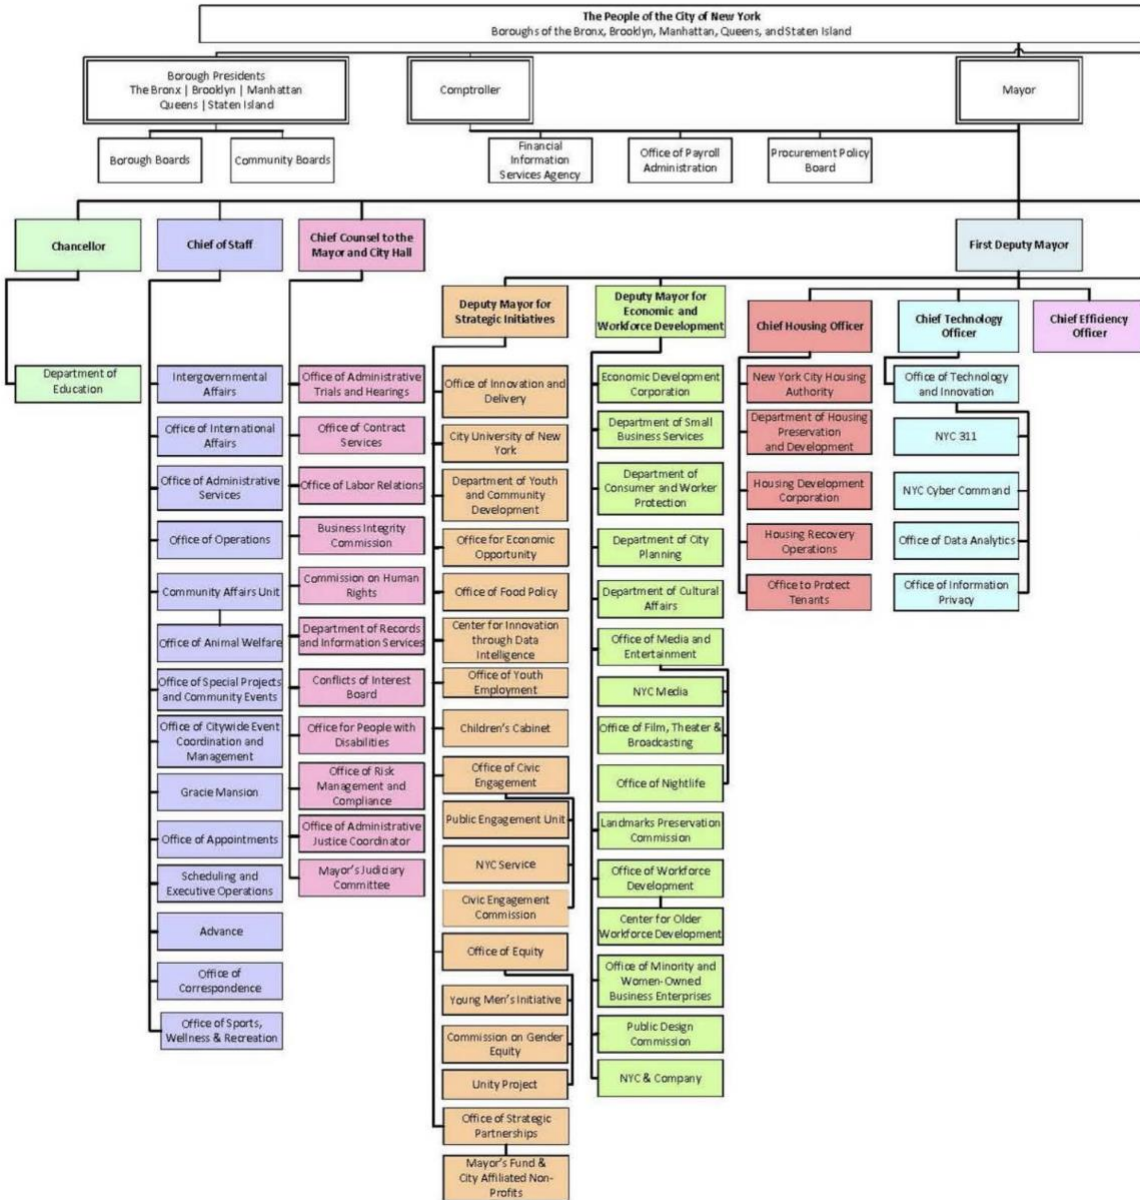 The People of the City of New York
Boroughs of the Bronx, Brooklyn, Manhattan, Queens, and Staten Island
Borough Presidents
The Bronx | Brooklyn | Manhattan
Queens | Staten Island
Comptroller
Mayor
Borough Boards
Community Boards
Financial
Information
Services Agency
Office of Payroll
Administration
Procurement Policy
Board
Chancellor
Chief of Staff
Chief Counsel to the
Mayor and City Hall
First Deputy Mayor
Deputy Mayor for
Strategic Initiatives
Deputy Mayor for
Economic and
Workforce Development
Chief Housing Officer
Chief Technology
Officer
Chief Efficiency
Officer
Department of
Education
Intergovernmental
Affairs
Office of International
Affairs
Office of Administrative
Services
Office of Operations
Community Affairs Unit
Office of Animal Welfare
Office of Special Projects
and Community Events
Office of Citywide Event
Coordination and
Management
Gracie Mansion
Office of Appointments
Scheduling and
Executive Operations
Advance
Office of
Correspondence
Office of Sports,
Wellness & Recreation
Office of Administrative
Trials and Hearings
Office of Contract
Services
Office of Labor Relations
Business Integrity
Commission
Commission on Human
Rights
Department of Records
and Information Services
Conflicts of Interest
Board
Office for People with
Disabilities
Office of Risk
Management and
Compliance
Office of Administrative
Justice Coordinator
Mayor's Judiciary
Committee
Office of Innovation and
Delivery
City University of New
York
Department of Youth
and Community
Development
Office for Economic
Opportunity
Office of Food Policy
Center for Innovation
through Data
Intelligence
Office of Youth
Employment
Children's Cabinet
Office of Civic
Engagement
Public Engagement Unit
NYC Service
Civic Engagement
Commission
Office of Equity
Young Men's Initiative
Commission on Gender
Equity
Unity Project
Office of Strategic
Partnerships
Mayor's Fund &
City Affiliated Non-
Profits
Economic Development
Corporation
Department of Small
Business Services
Department of
Consumer and Worker
Protection
Department of City
Planning
Department of Cultural
Affairs
Office of Media and
Entertainment
NYC Media
Office of Film, Theater &
Broadcasting
Office of Nightlife
Landmarks Preservation
Commission
Office of Workforce
Development
Center for Older
Workforce Development
Office of Minority and
Women-Owned
Business Enterprises
Public Design
Commission
NYC & Company
New York City Housing
Authority
Department of Housing
Preservation
and Development
Housing Development
Corporation
Housing Recovery
Operations
Office to Protect
Tenants
Office of Technology
and Innovation
NYC 311
NYC Cyber Command
Office of Data Analytics
Office of Information
Privacy